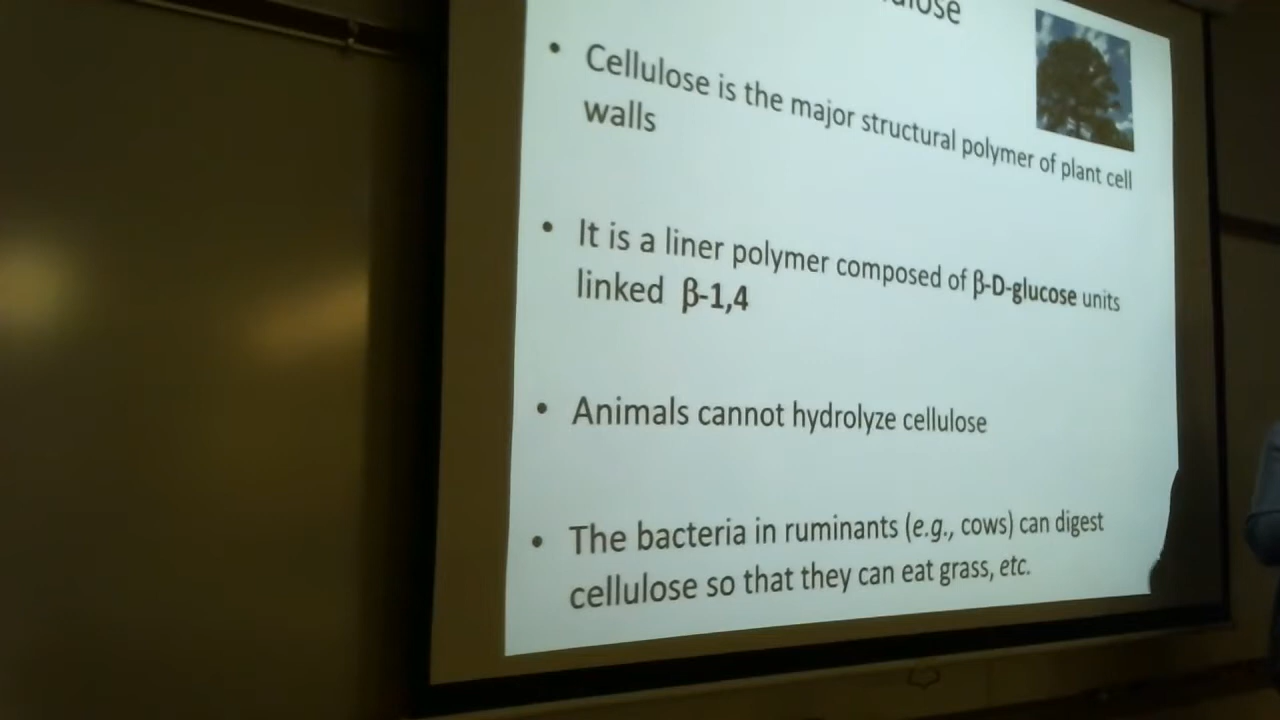 • Cellulose is the major structural polymer of plant cell
walls
• It is a liner polymer composed of β-D-glucose units
linked β-1,4
• Animals cannot hydrolyze cellulose
• The bacteria in ruminants (e.g., cows) can digest
cellulose so that they can eat grass, etc.